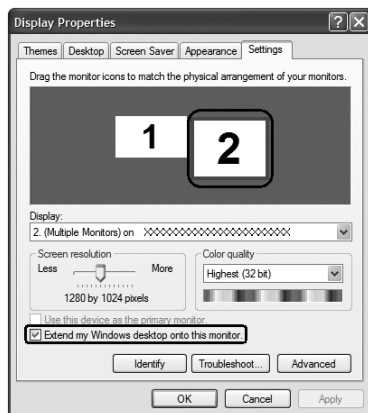 Display Properties
Themes Desktop Screen Saver Appearance Settings
Drag the monitor icons to match the physical arrangement of your monitors.
1 2
Display:
2. (Multiple Monitors) on XXXXXXXXXXXXXXXXXXXXXXX
Screen resolution
Less More
1280 by 1024 pixels
Color quality
Highest (32 bit)
Use this device as the primary monitor.
Extend my Windows desktop onto this monitor.
Identify Troubleshoot... Advanced
OK Cancel Apply